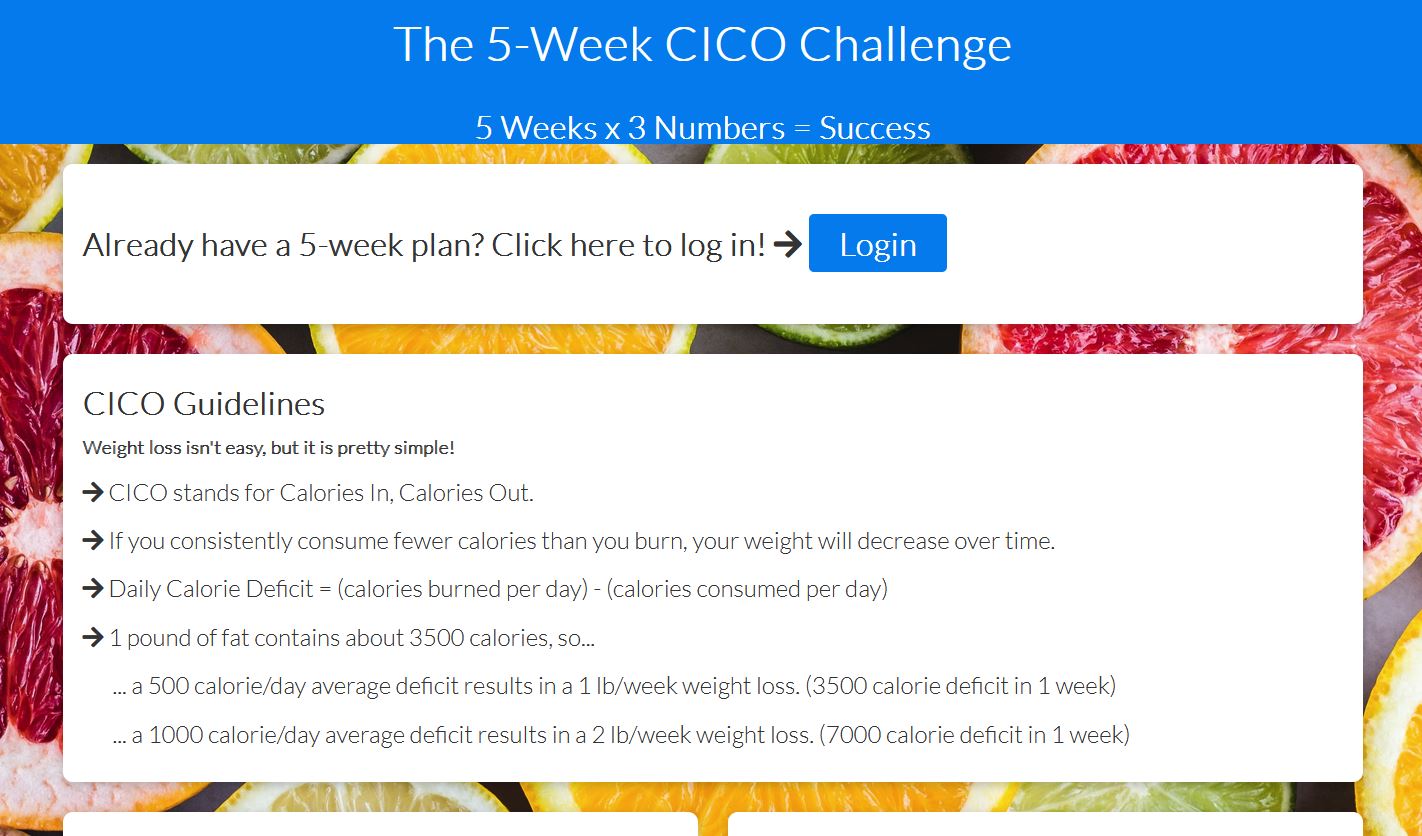 The 5-Week CICO Challenge
5 Weeks x 3 Numbers = Success
Already have a 5-week plan? Click here to log in! → Login
CICO Guidelines
Weight loss isn't easy, but it is pretty simple!
→ CICO stands for Calories In, Calories Out.
→ If you consistently consume fewer calories than you burn, your weight will decrease over time.
→ Daily Calorie Deficit = (calories burned per day) - (calories consumed per day)
→ 1 pound of fat contains about 3500 calories, so...
... a 500 calorie/day average deficit results in a 1 lb/week weight loss. (3500 calorie deficit in 1 week)
... a 1000 calorie/day average deficit results in a 2 lb/week weight loss. (7000 calorie deficit in 1 week)